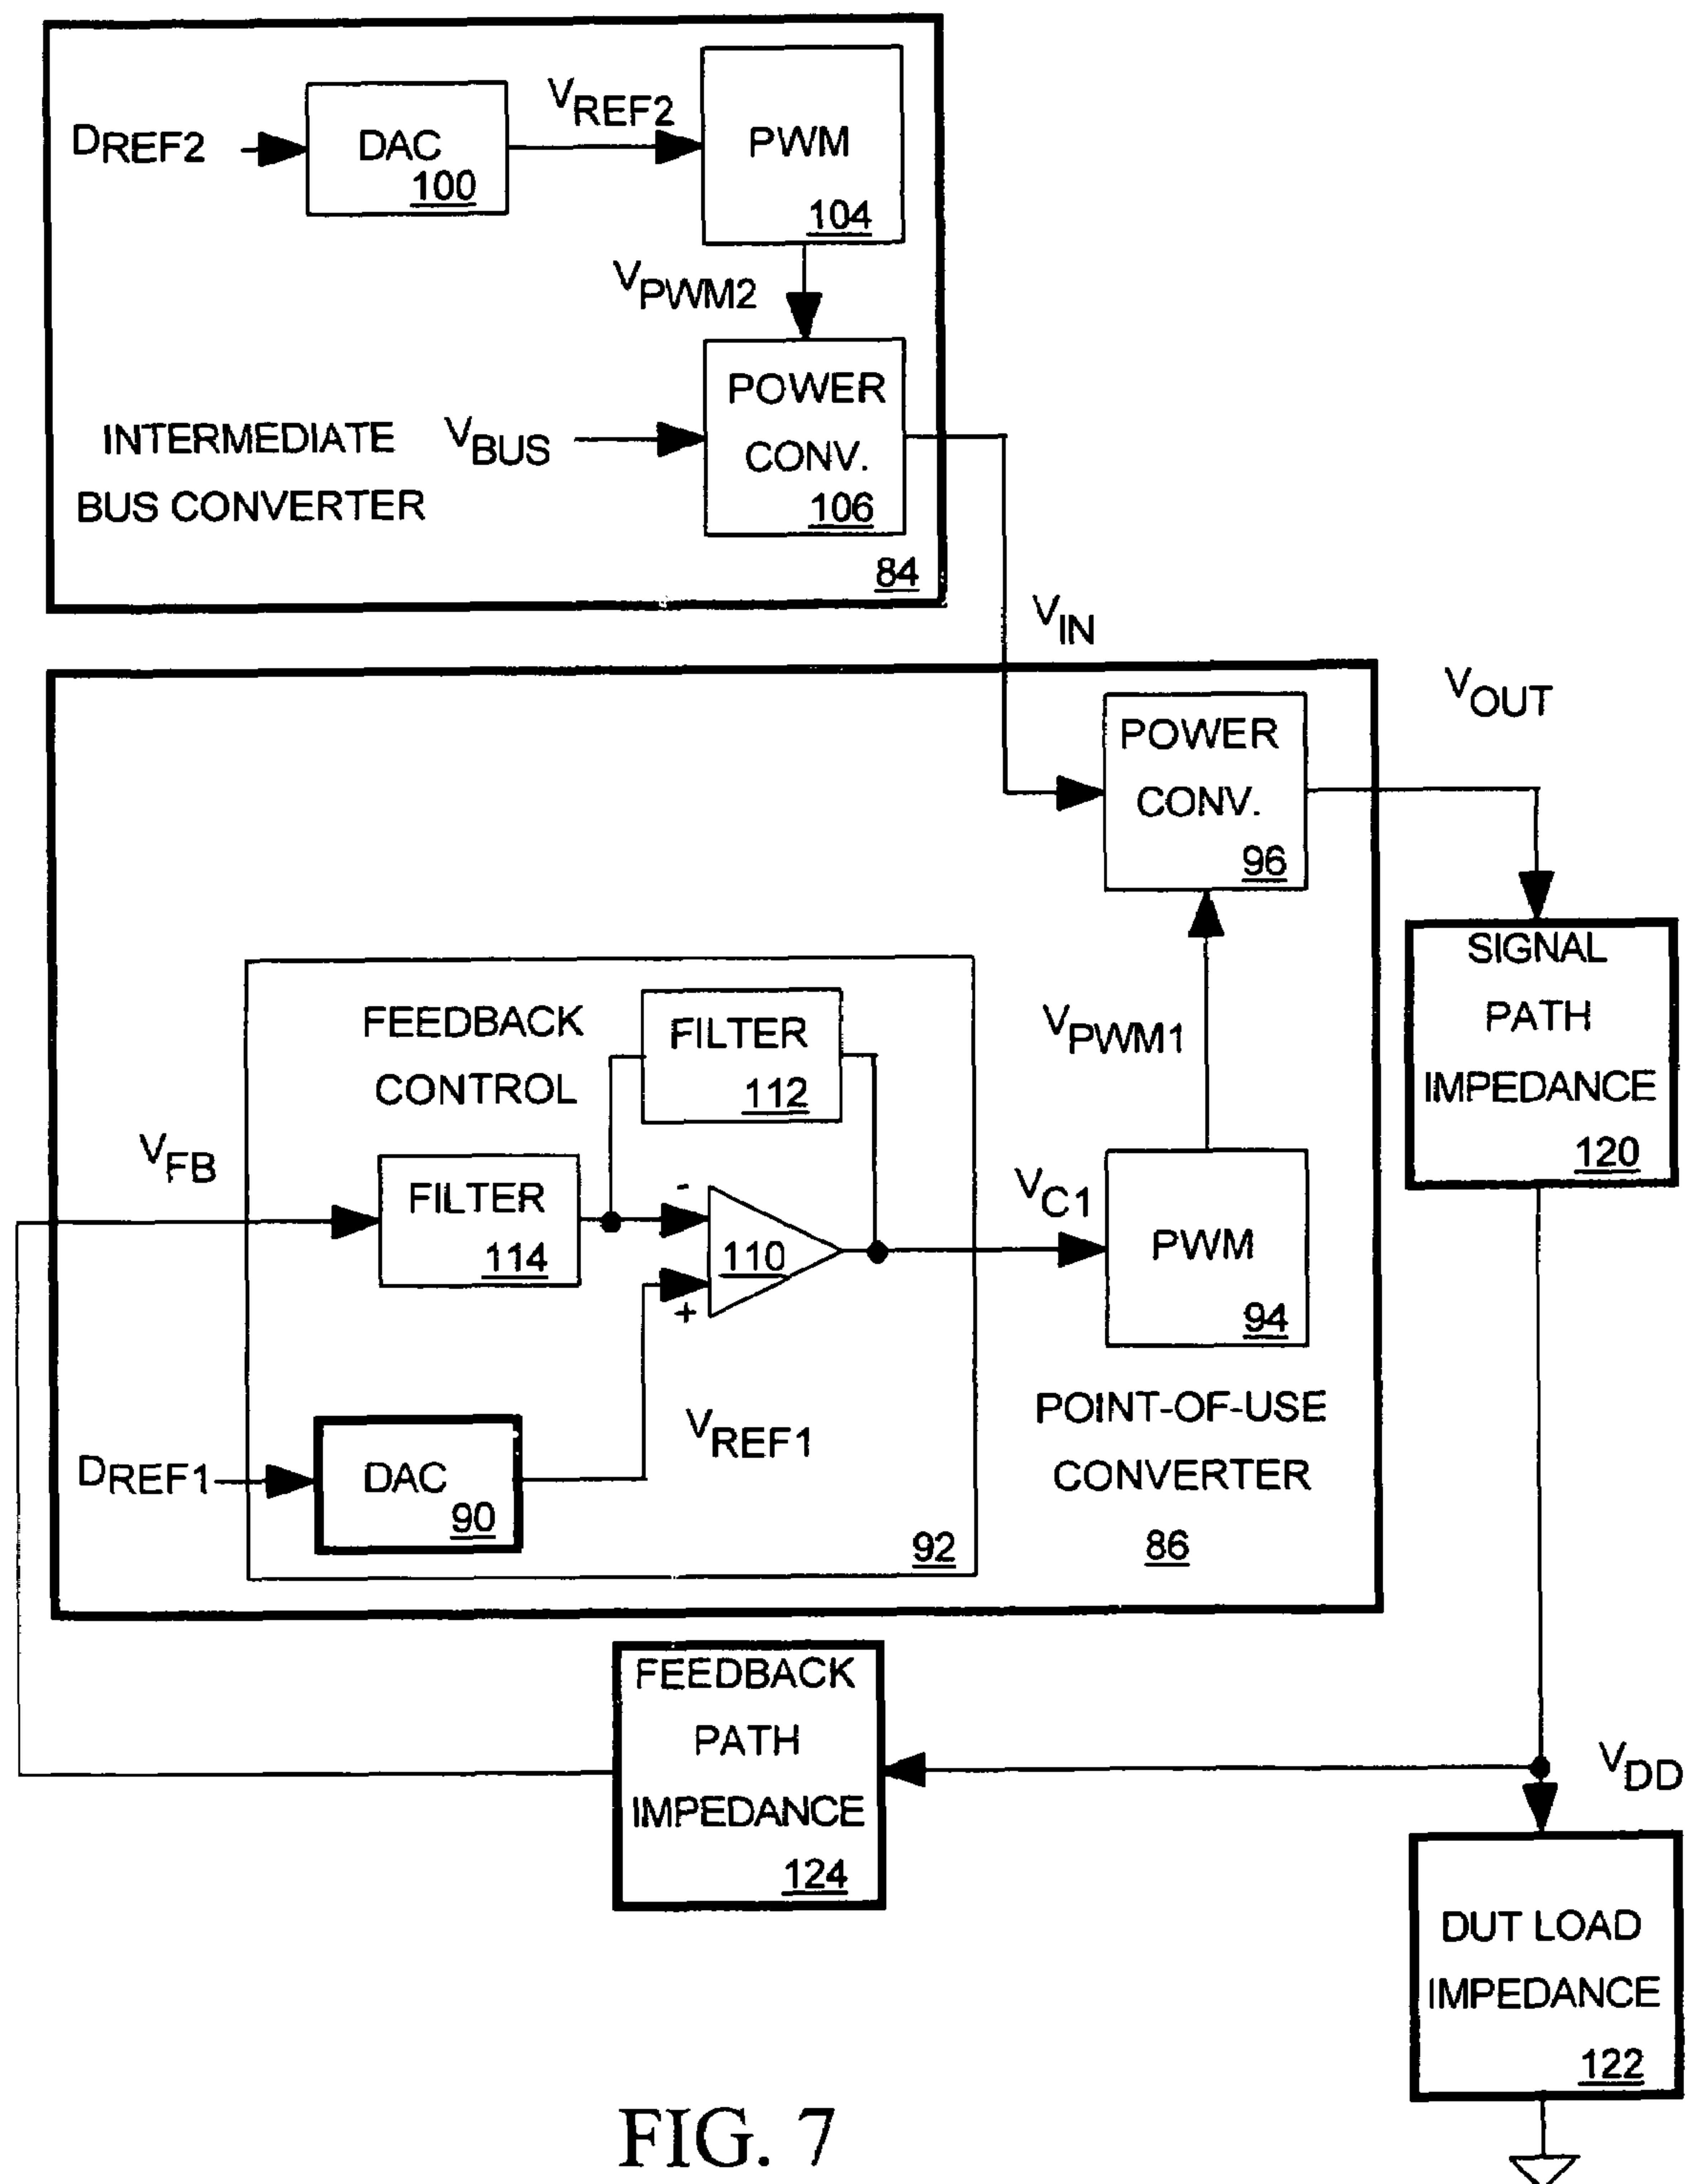 DREF2
DAC
100
VREF2
PWM
104
VPWM2
INTERMEDIATE
BUS CONVERTER
VBUS
POWER
CONV.
106
84
VIN
VOUT
POWER
CONV.
96
SIGNAL
PATH
IMPEDANCE
120
FEEDBACK
CONTROL
FILTER
112
VPWM1
VFB
FILTER
114
-
110
+
VC1
PWM
94
DREF1
DAC
90
VREF1
92
POINT-OF-USE
CONVERTER
86
FEEDBACK
PATH
IMPEDANCE
124
VDD
DUT LOAD
IMPEDANCE
122
FIG. 7